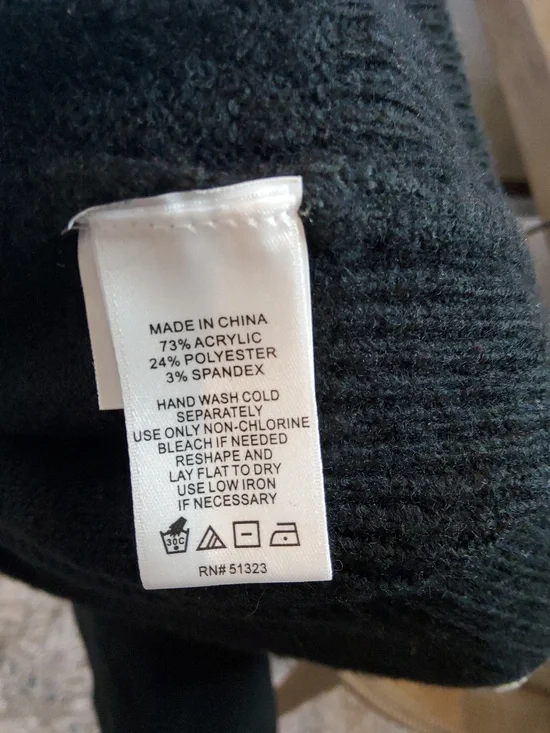 MADE IN CHINA
73% ACRYLIC
24% POLYESTER
3% SPANDEX
HAND WASH COLD
SEPARATELY
USE ONLY NON-CHLORINE
BLEACH IF NEEDED
RESHAPE AND
LAY FLAT TO DRY
USE LOW IRON
IF NECESSARY
30C
RN# 51323